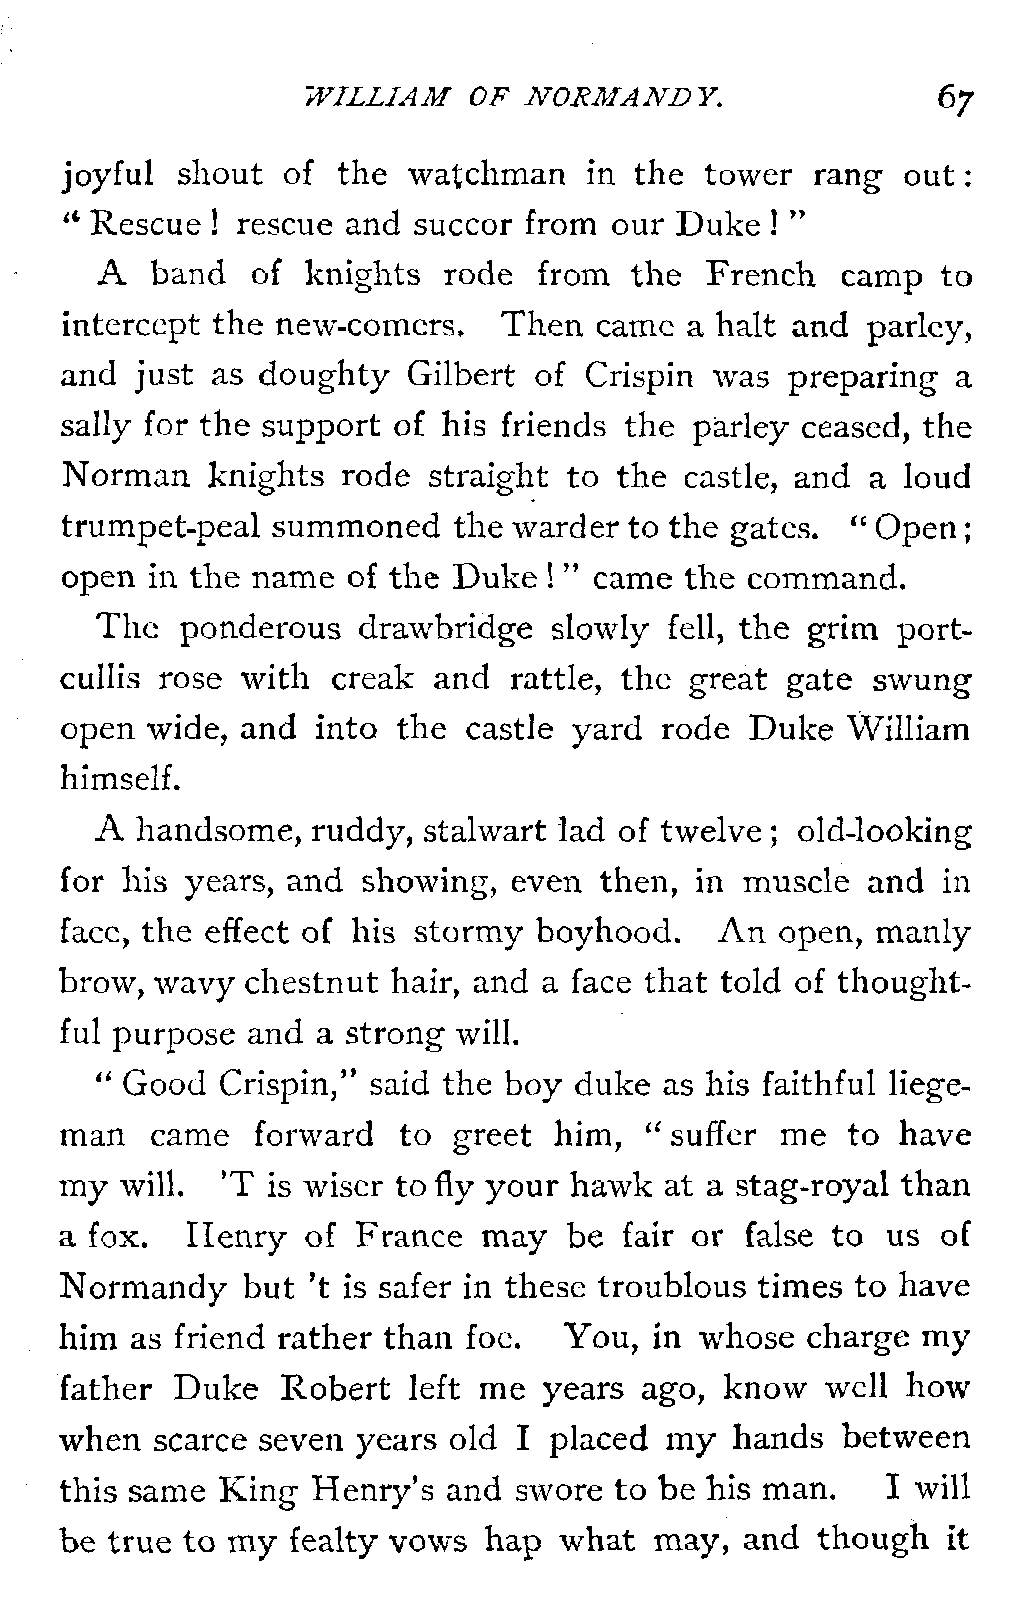 WILLIAM OF NORMANDY. 67
joyful shout of the watchman in the tower rang out:
"Rescue! rescue and succor from our Duke!"
A band of knights rode from the French camp to
intercept the new-comers. Then came a halt and parley,
and just as doughty Gilbert of Crispin was preparing a
sally for the support of his friends the parley ceased, the
Norman knights rode straight to the castle, and a loud
trumpet-peal summoned the warder to the gates. "Open;
open in the name of the Duke!" came the command.
The ponderous drawbridge slowly fell, the grim port-
cullis rose with creak and rattle, the great gate swung
open wide, and into the castle yard rode Duke William
himself.
A handsome, ruddy, stalwart lad of twelve; old-looking
for his years, and showing, even then, in muscle and in
face, the effect of his stormy boyhood. An open, manly
brow, wavy chestnut hair, and a face that told of thought-
ful purpose and a strong will.
"Good Crispin," said the boy duke as his faithful liege-
man came forward to greet him, "suffer me to have
my will. 'T is wiser to fly your hawk at a stag-royal than
a fox. Henry of France may be fair or false to us of
Normandy but 't is safer in these troublous times to have
him as friend rather than foe. You, in whose charge my
father Duke Robert left me years ago, know well how
when scarce seven years old I placed my hands between
this same King Henry's and swore to be his man. I will
be true to my fealty vows hap what may, and though it